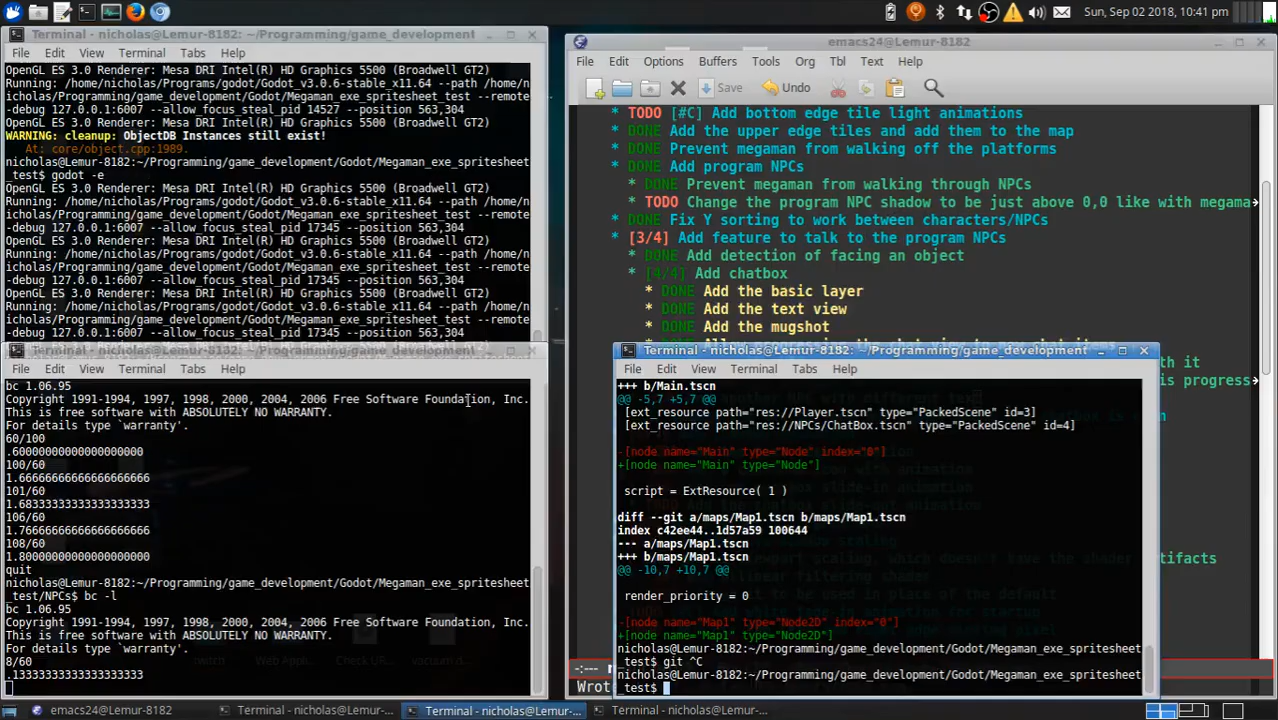 Sun, Sep 02 2018, 10:41 pm
Terminal - nicholas@Lemur-8182: ~/Programming/game_development
File Edit View Terminal Tabs Help
OpenGL ES 3.0 Renderer: Mesa DRI Intel(R) HD Graphics 5500 (Broadwell GT2)
Running: /home/nicholas/Programming/Godot/Godot_v3.0.6-stable_x11.64 --path /home/n
icholas/Programming/game_development/Godot/Megaman_exe_spritesheet_test --remote
-debug 127.0.0.1:6007 --allow_focus_steal_pid 14527 --position 563,304
OpenGL ES 3.0 Renderer: Mesa DRI Intel(R) HD Graphics 5500 (Broadwell GT2)
WARNING: cleanup: ObjectDB Instances still exist!
At: core/object.cpp:1989.
nicholas@Lemur-8182:~/Programming/game_development/Godot/Megaman_exe_spritesheet
_test$ godot -e
OpenGL ES 3.0 Renderer: Mesa DRI Intel(R) HD Graphics 5500 (Broadwell GT2)
Running: /home/nicholas/Programming/Godot/Godot_v3.0.6-stable_x11.64 --path /home/n
icholas/Programming/game_development/Godot/Megaman_exe_spritesheet_test --remote
-debug 127.0.0.1:6007 --allow_focus_steal_pid 17345 --position 563,304
OpenGL ES 3.0 Renderer: Mesa DRI Intel(R) HD Graphics 5500 (Broadwell GT2)
Running: /home/nicholas/Programming/Godot/Godot_v3.0.6-stable_x11.64 --path /home/n
icholas/Programming/game_development/Godot/Megaman_exe_spritesheet_test --remote
-debug 127.0.0.1:6007 --allow_focus_steal_pid 17345 --position 563,304
OpenGL ES 3.0 Renderer: Mesa DRI Intel(R) HD Graphics 5500 (Broadwell GT2)
Running: /home/nicholas/Programming/Godot/Godot_v3.0.6-stable_x11.64 --path /home/n
icholas/Programming/game_development/Godot/Megaman_exe_spritesheet_test --remote
-debug 127.0.0.1:6007 --allow_focus_steal_pid 17345 --position 563,304
Terminal - nicholas@Lemur-8182: ~/Programming/game_development
File Edit View Terminal Tabs Help
bc 1.06.95
Copyright 1991-1994, 1997, 1998, 2000, 2004, 2006 Free Software Foundation, Inc.
This is free software with ABSOLUTELY NO WARRANTY.
For details type `warranty'.
60/100
.60000000000000000000
100/60
1.66666666666666666666
101/60
1.68333333333333333333
106/60
1.76666666666666666666
108/60
1.80000000000000000000
quit
nicholas@Lemur-8182:~/Programming/game_development/Godot/Megaman_exe_spritesheet
_test/NPCs$ bc -l
bc 1.06.95
Copyright 1991-1994, 1997, 1998, 2000, 2004, 2006 Free Software Foundation, Inc.
This is free software with ABSOLUTELY NO WARRANTY.
For details type `warranty'.
8/60
.13333333333333333333
emacs24@Lemur-8182
File Edit Options Buffers Tools Org Tbl Text Help
Save Undo
* TODO [#C] Add bottom edge tile light animations
* DONE Add the upper edge tiles and add them to the map
* DONE Prevent megaman from walking off the platforms
* DONE Add program NPCs
* DONE Prevent megaman from walking through NPCs
* TODO Change the program NPC shadow to be just above 0,0 like with megama
* DONE Fix Y sorting to work between characters/NPCs
* [3/4] Add feature to talk to the program NPCs
* DONE Add detection of facing an object
* [4/4] Add chatbox
* DONE Add the basic layer
* DONE Add the text view
* DONE Add the mugshot
Terminal - nicholas@Lemur-8182: ~/Programming/game_development
File Edit View Terminal Tabs Help
+++ b/Main.tscn
@@ -5,7 +5,7 @@
[ext_resource path="res://Player.tscn" type="PackedScene" id=3]
[ext_resource path="res://NPCs/ChatBox.tscn" type="PackedScene" id=4]
-[node name="Main" type="Node" index="0"]
+[node name="Main" type="Node"]
script = ExtResource( 1 )
diff --git a/maps/Map1.tscn b/maps/Map1.tscn
index c42ee44..1d57a59 100644
--- a/maps/Map1.tscn
+++ b/maps/Map1.tscn
@@ -10,7 +10,7 @@
render_priority = 0
-[node name="Map1" type="Node2D" index="0"]
+[node name="Map1" type="Node2D"]
nicholas@Lemur-8182:~/Programming/game_development/Godot/Megaman_exe_spritesheet
_test$ git ^C
nicholas@Lemur-8182:~/Programming/game_development/Godot/Megaman_exe_spritesheet
_test$
Wrote
emacs24@Lemur-8182
Terminal - nicholas@Lemur-8182:...
Terminal - nicholas@Lemur-8182:...
Terminal - nicholas@Lemur-8182:...